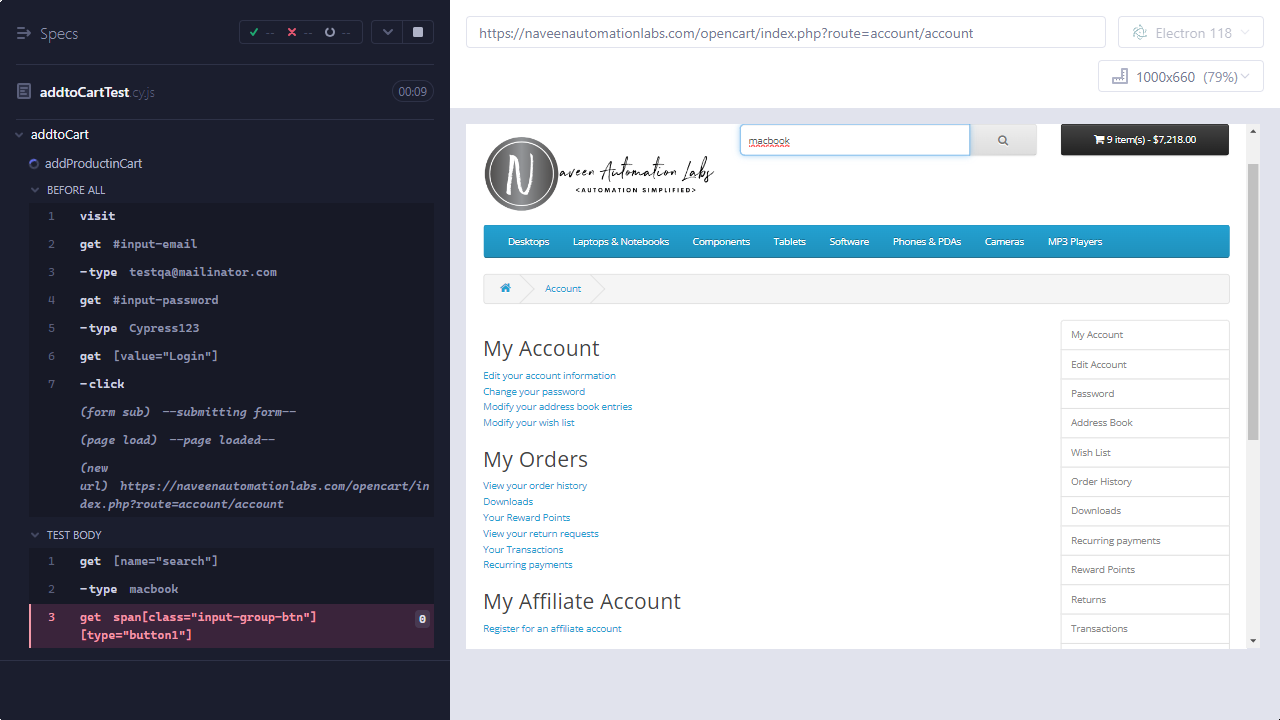 Specs
-- -- --
addtoCartTest.cy.js 00:09
addtoCart
addProductinCart
BEFORE ALL
1 visit
2 get #input-email
3 -type testqa@mailinator.com
4 get #input-password
5 -type Cypress123
6 get [value="Login"]
7 -click
(form sub) --submitting form--
(page load) --page loaded--
(new
url) https://naveenautomationlabs.com/opencart/in
dex.php?route=account/account
TEST BODY
1 get [name="search"]
2 -type macbook
3 get span[class="input-group-btn"] 0
[type="button1"]
https://naveenautomationlabs.com/opencart/index.php?route=account/account
Electron 118
1000x660 (79%)
N
aveen Automation Labs
<AUTOMATION SIMPLIFIED>
macbook
9 item(s) - $7,218.00
Desktops Laptops & Notebooks Components Tablets Software Phones & PDAs Cameras MP3 Players
Account
My Account
Edit your account information
Change your password
Modify your address book entries
Modify your wish list
My Orders
View your order history
Downloads
Your Reward Points
View your return requests
Your Transactions
Recurring payments
My Affiliate Account
Register for an affiliate account
My Account
Edit Account
Password
Address Book
Wish List
Order History
Downloads
Recurring payments
Reward Points
Returns
Transactions